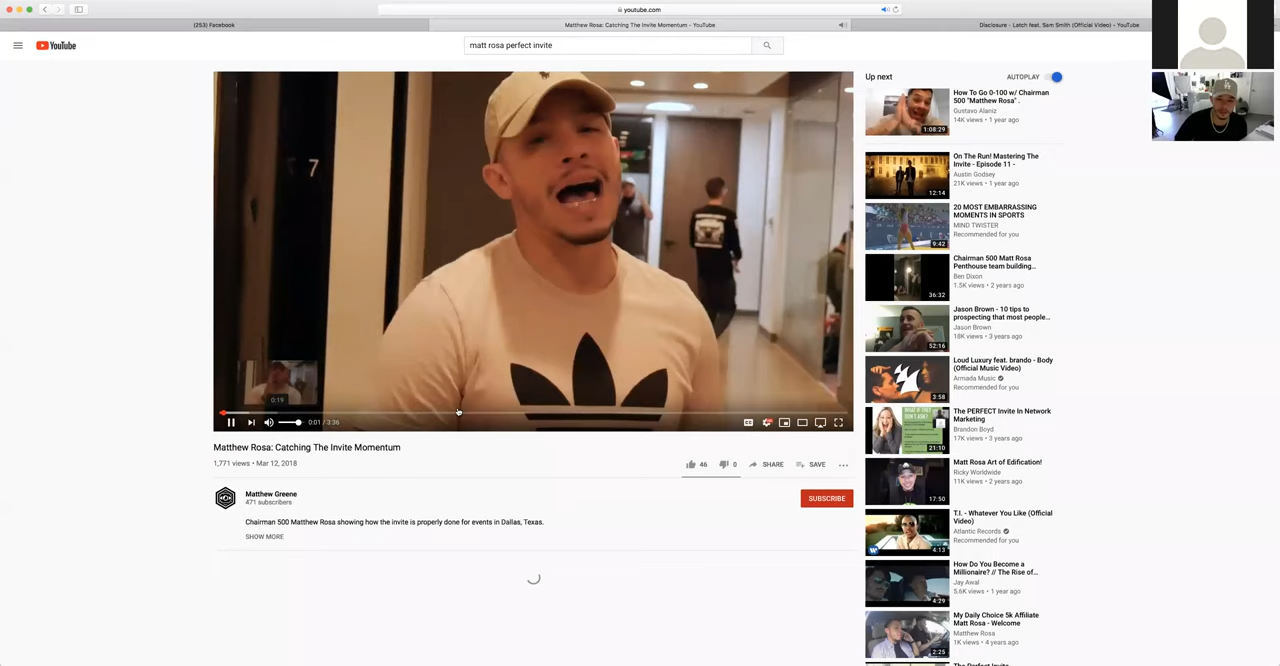 youtube.com
(253) Facebook
Matthew Rosa: Catching The Invite Momentum - YouTube
Disclosure - Latch feat. Sam Smith (Official Video) - YouTube
YouTube
matt rosa perfect invite
7
0:19
0:01 / 3:36
Matthew Rosa: Catching The Invite Momentum
1,771 views • Mar 12, 2018
46
0
SHARE
SAVE
Matthew Greene
471 subscribers
SUBSCRIBE
Chairman 500 Matthew Rosa showing how the invite is properly done for events in Dallas, Texas.
SHOW MORE
Up next
AUTOPLAY
How To Go 0-100 w/ Chairman
500 "Matthew Rosa" .
Gustavo Alaniz
14K views • 1 year ago
1:08:29
On The Run! Mastering The
Invite - Episode 11 -
Austin Godsey
21K views • 1 year ago
12:14
20 MOST EMBARRASSING
MOMENTS IN SPORTS
MIND TWISTER
Recommended for you
9:42
Chairman 500 Matt Rosa
Penthouse team building...
Ben Dixon
1.5K views • 2 years ago
36:32
Jason Brown - 10 tips to
prospecting that most people...
Jason Brown
18K views • 3 years ago
52:16
Loud Luxury feat. brando - Body
(Official Music Video)
Armada Music
Recommended for you
3:58
The PERFECT Invite In Network
Marketing
Brandon Boyd
17K views • 3 years ago
21:10
Matt Rosa Art of Edification!
Ricky Worldwide
11K views • 2 years ago
17:50
T.I. - Whatever You Like (Official
Video)
Atlantic Records
Recommended for you
4:13
How Do You Become a
Millionaire? // The Rise of...
Jay Awal
5.6K views • 1 year ago
4:29
My Daily Choice 5k Affiliate
Matt Rosa - Welcome
Matthew Rosa
1K views • 4 years ago
2:25